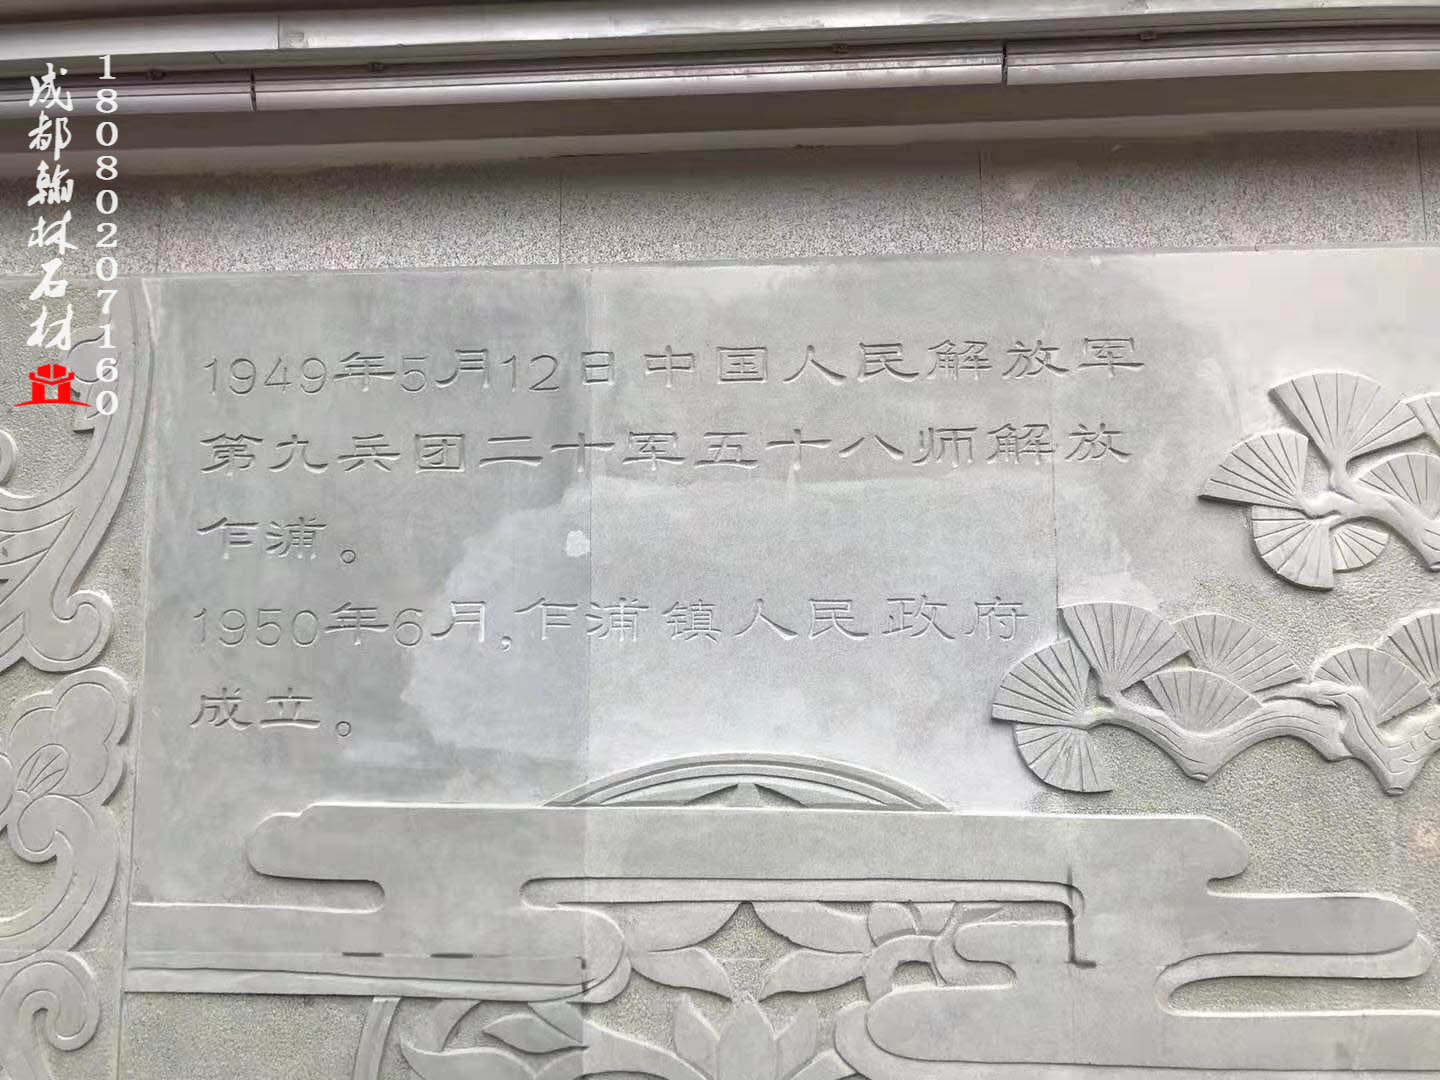 成都翰林石材
18080207160
1949年5月12日中国人民解放军
第九兵团二十军五十八师解放
乍浦。
1950年6月,乍浦镇人民政府
成立。